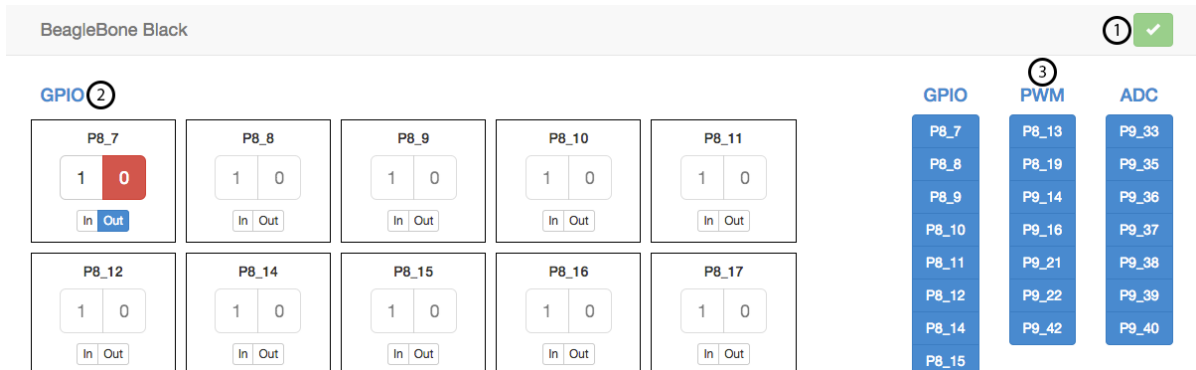 BeagleBone Black
1
GPIO 2
P8_7 P8_8 P8_9 P8_10 P8_11
1 0 1 0 1 0 1 0 1 0
In Out In Out In Out In Out In Out
P8_12 P8_14 P8_15 P8_16 P8_17
1 0 1 0 1 0 1 0 1 0
In Out In Out In Out In Out In Out
3
GPIO PWM ADC
P8_7 P8_13 P9_33
P8_8 P8_19 P9_35
P8_9 P9_14 P9_36
P8_10 P9_16 P9_37
P8_11 P9_21 P9_38
P8_12 P9_22 P9_39
P8_14 P9_42 P9_40
P8_15